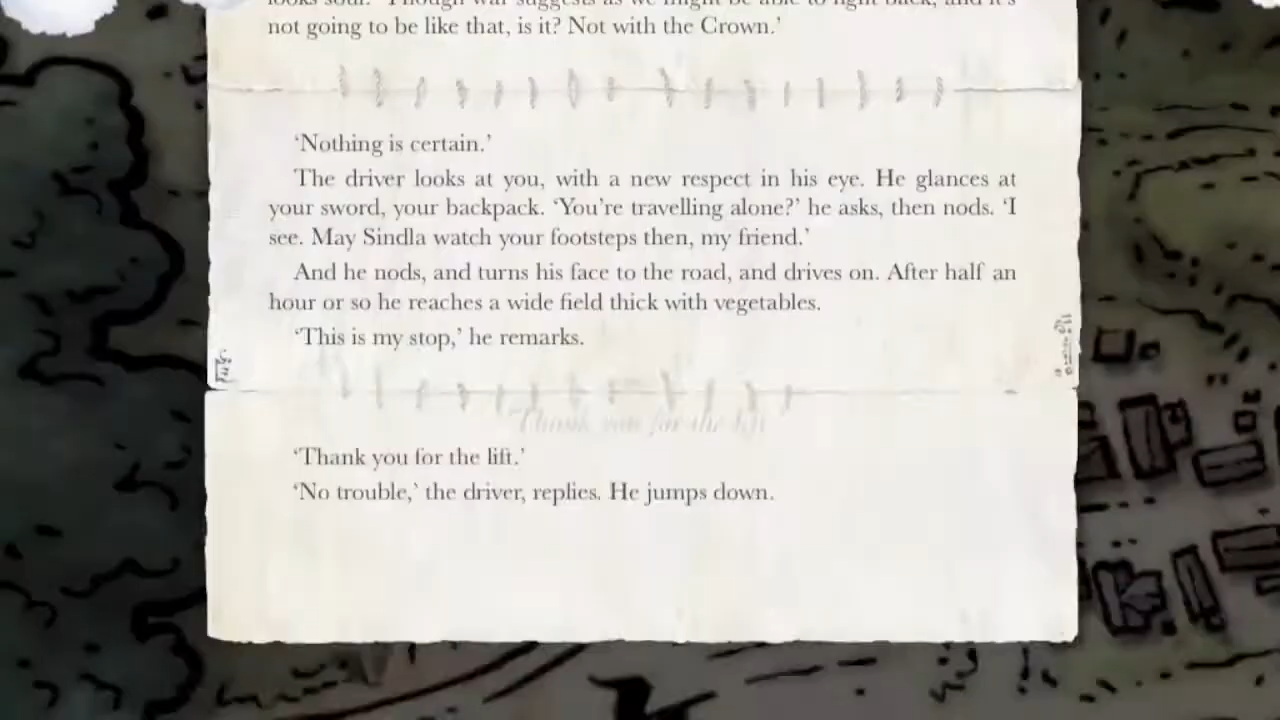 not going to be like that, is it? Not with the Crown.’
‘Nothing is certain.’
The driver looks at you, with a new respect in his eye. He glances at
your sword, your backpack. ‘You’re travelling alone?’ he asks, then nods. ‘I
see. May Sindla watch your footsteps then, my friend.’
And he nods, and turns his face to the road, and drives on. After half an
hour or so he reaches a wide field thick with vegetables.
‘This is my stop,’ he remarks.
Thank you for the lift
‘Thank you for the lift.’
‘No trouble,’ the driver, replies. He jumps down.